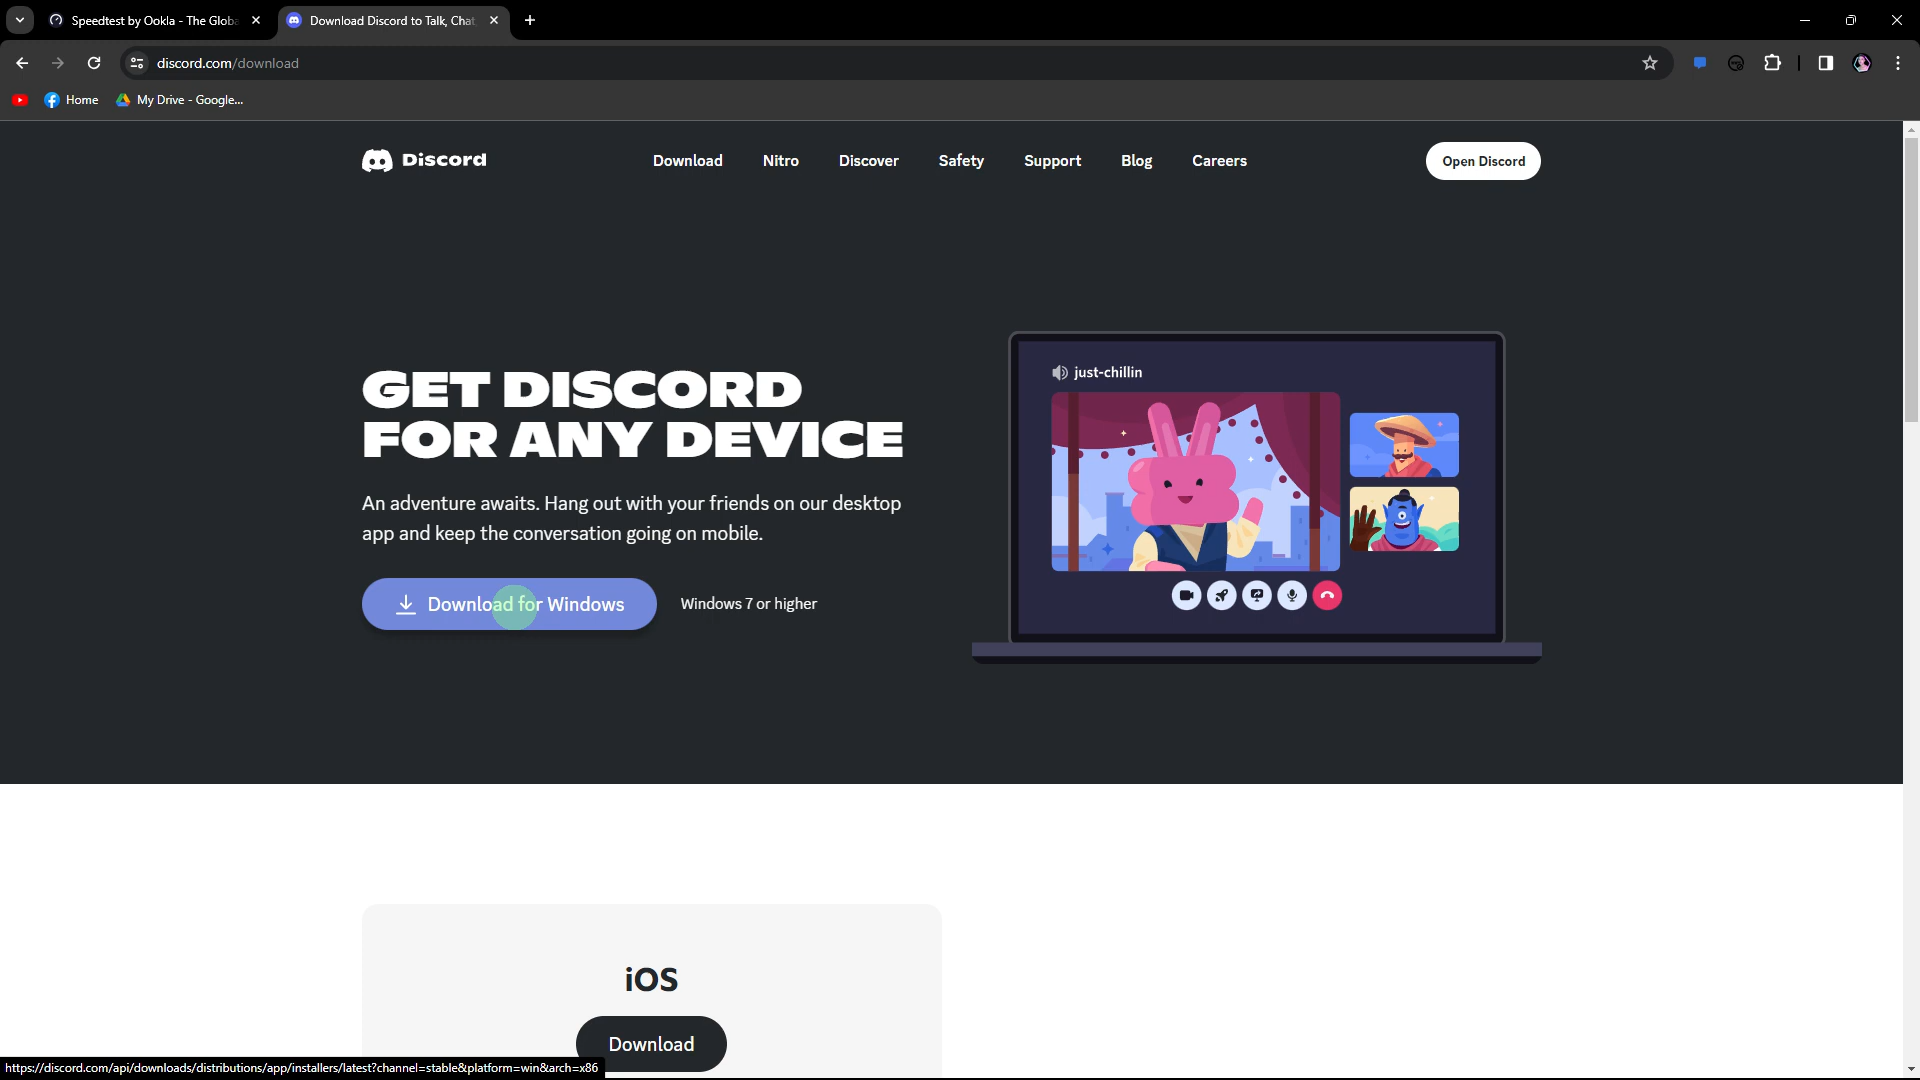 Speedtest by Ookla - The Globa
Download Discord to Talk, Chat
discord.com/download
Home
My Drive - Google...
Discord
Download
Nitro
Discover
Safety
Support
Blog
Careers
Open Discord
GET DISCORD
FOR ANY DEVICE
An adventure awaits. Hang out with your friends on our desktop
app and keep the conversation going on mobile.
Download for Windows
Windows 7 or higher
just-chillin
iOS
Download
https://discord.com/api/downloads/distributions/app/installers/latest?channel=stable&platform=win&arch=x86